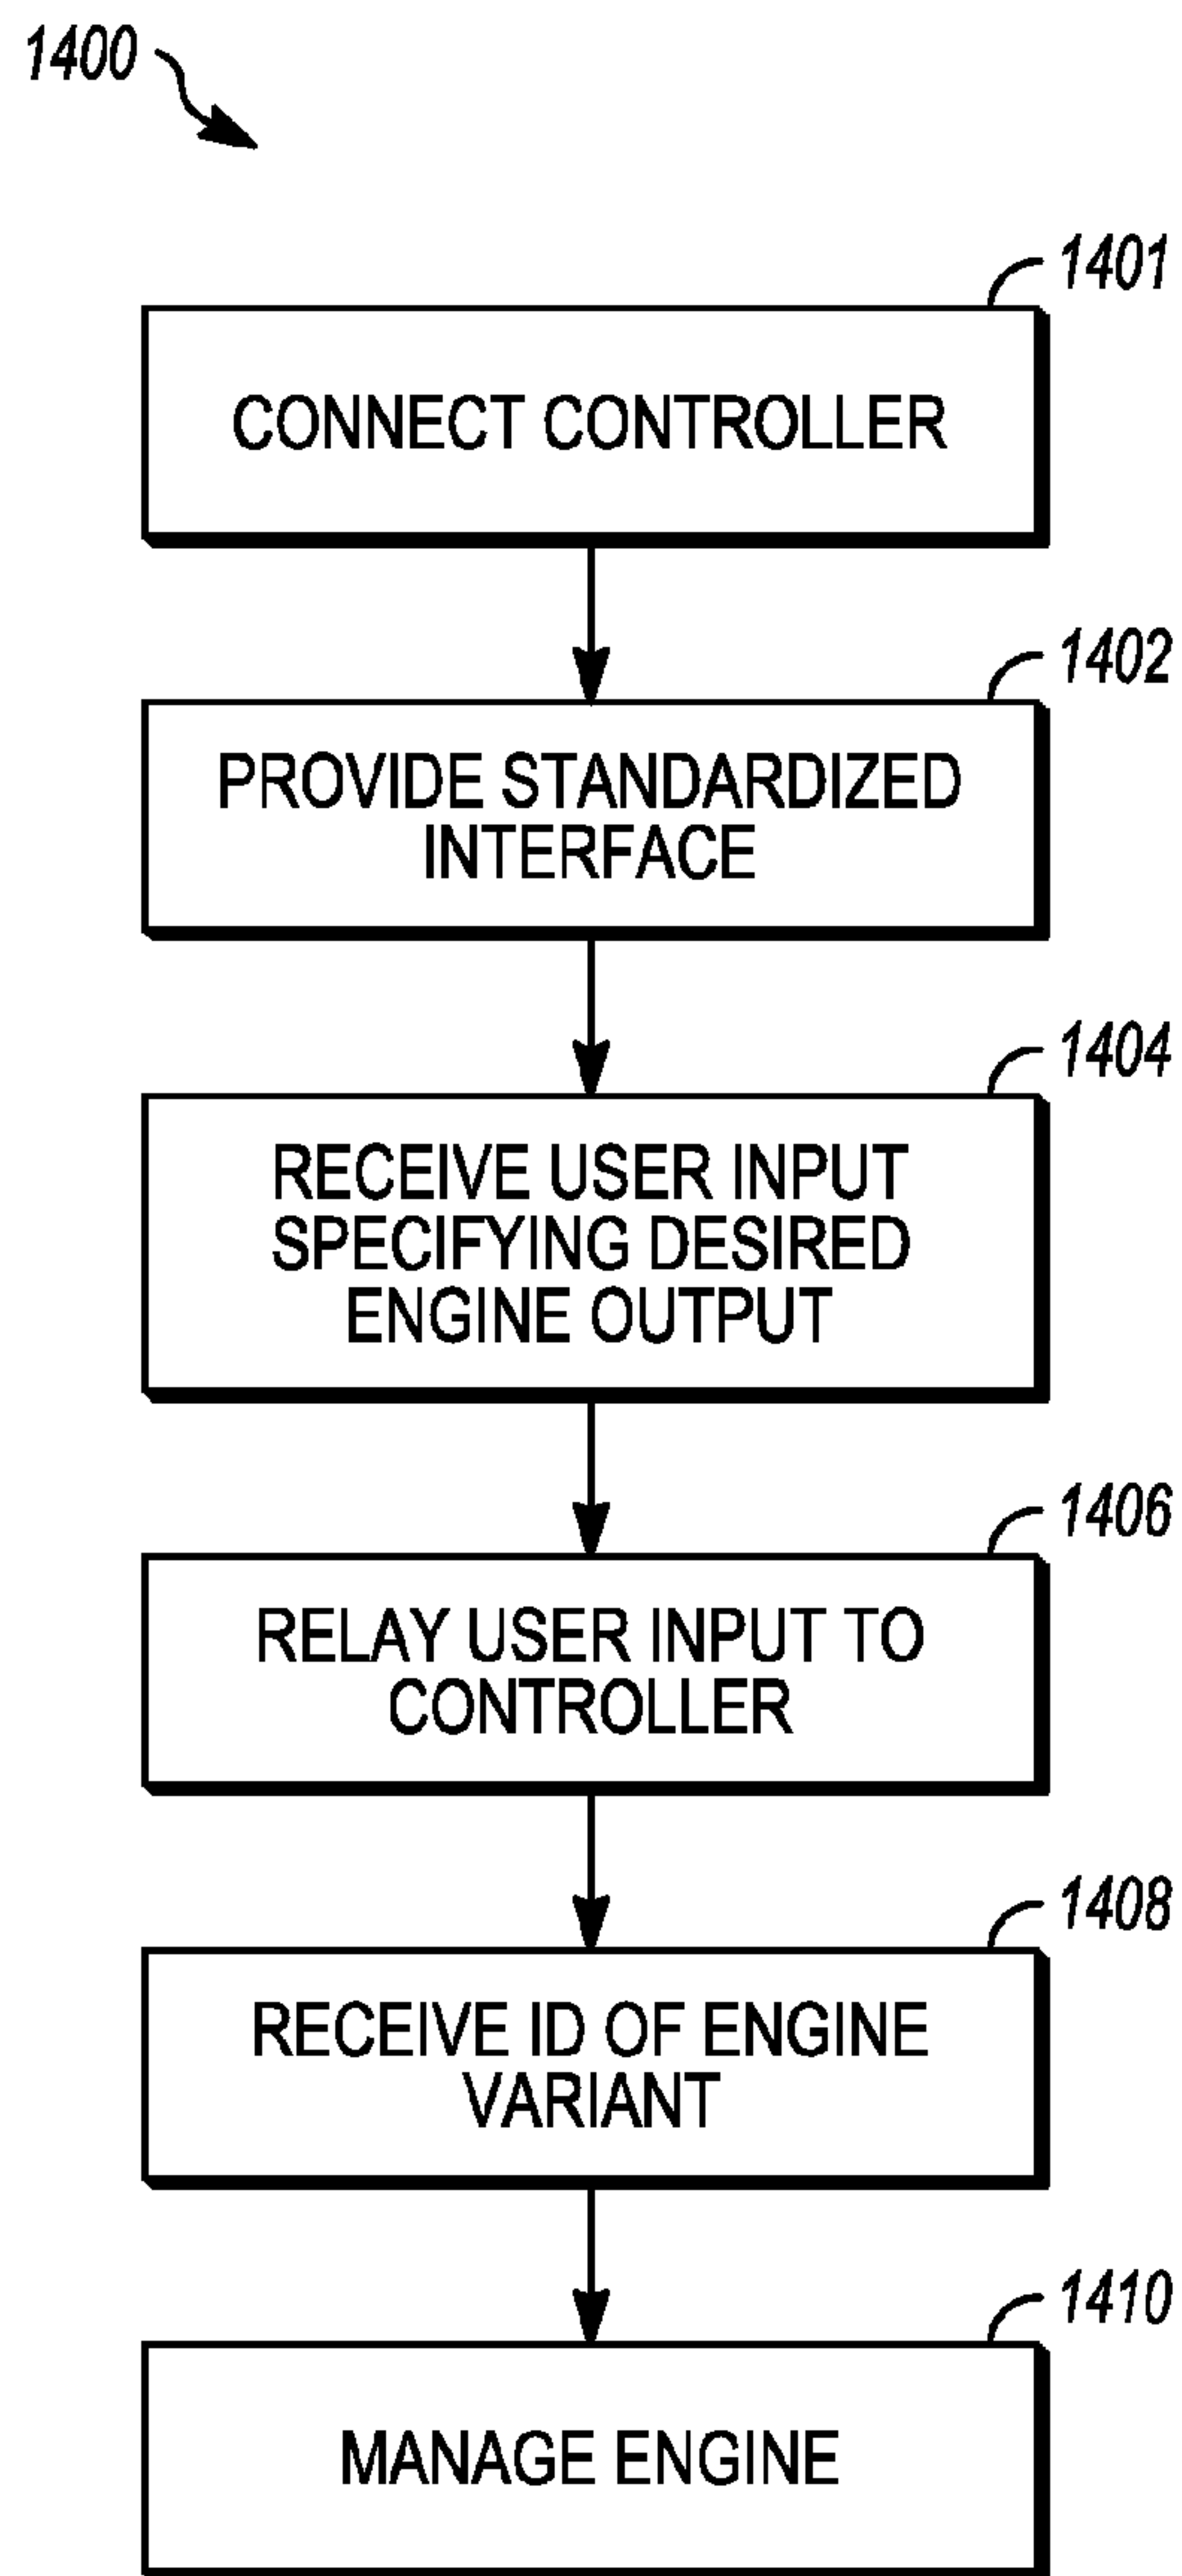 1400
1401
CONNECT CONTROLLER
1402
PROVIDE STANDARDIZED
INTERFACE
1404
RECEIVE USER INPUT
SPECIFYING DESIRED
ENGINE OUTPUT
1406
RELAY USER INPUT TO
CONTROLLER
1408
RECEIVE ID OF ENGINE
VARIANT
1410
MANAGE ENGINE